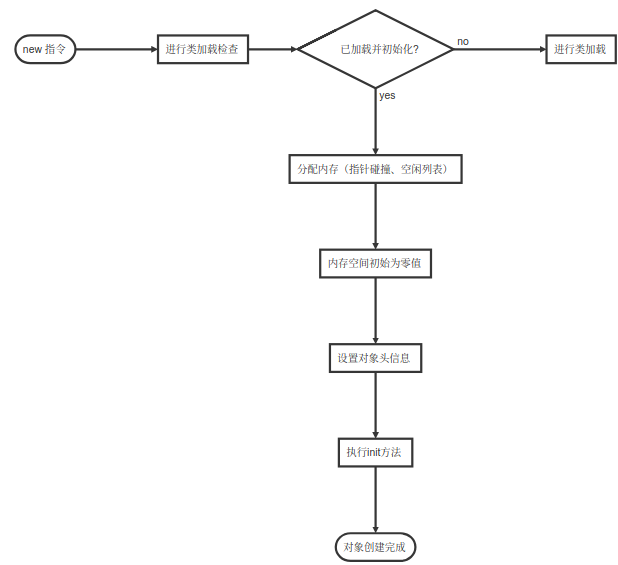 new 指令
进行类加载检查
已加载并初始化?
no
进行类加载
yes
分配内存（指针碰撞、空闲列表）
内存空间初始为零值
设置对象头信息
执行init方法
对象创建完成